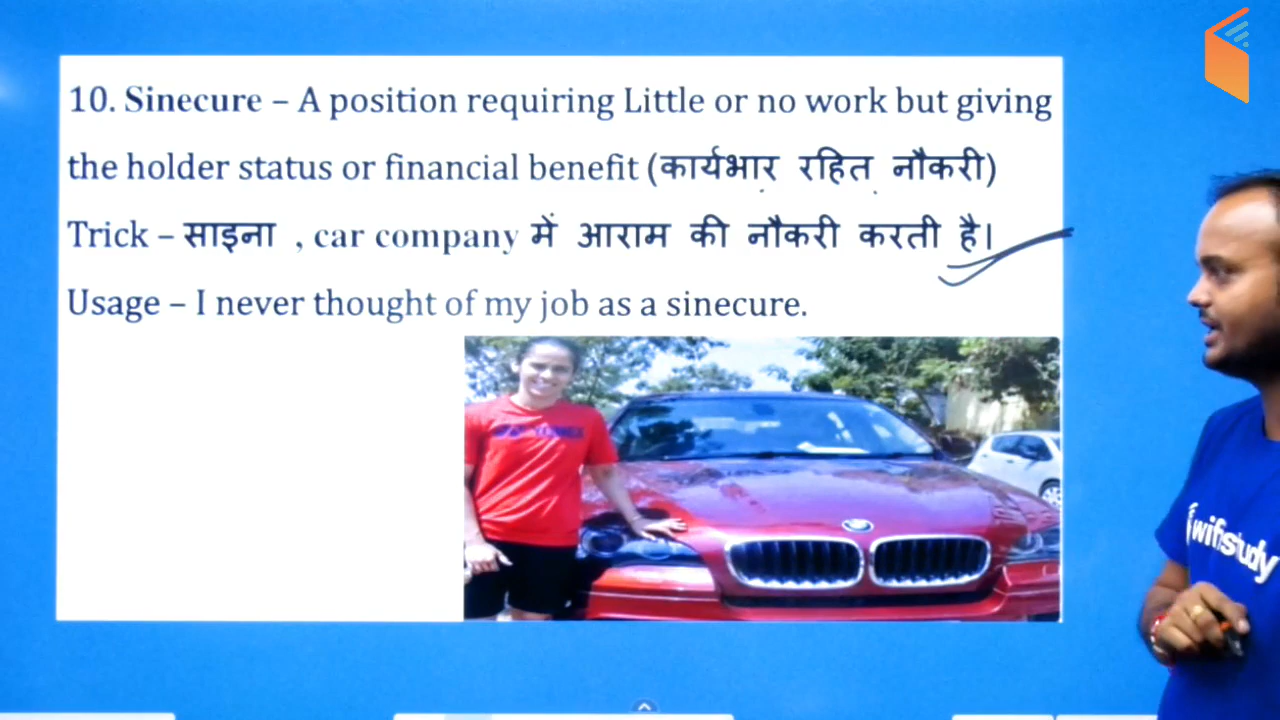 10. Sinecure – A position requiring Little or no work but giving
the holder status or financial benefit (कार्यभार रहित नौकरी)
Trick – साइना , car company में आराम की नौकरी करती है।
Usage – I never thought of my job as a sinecure.
YONEX
wifistudy